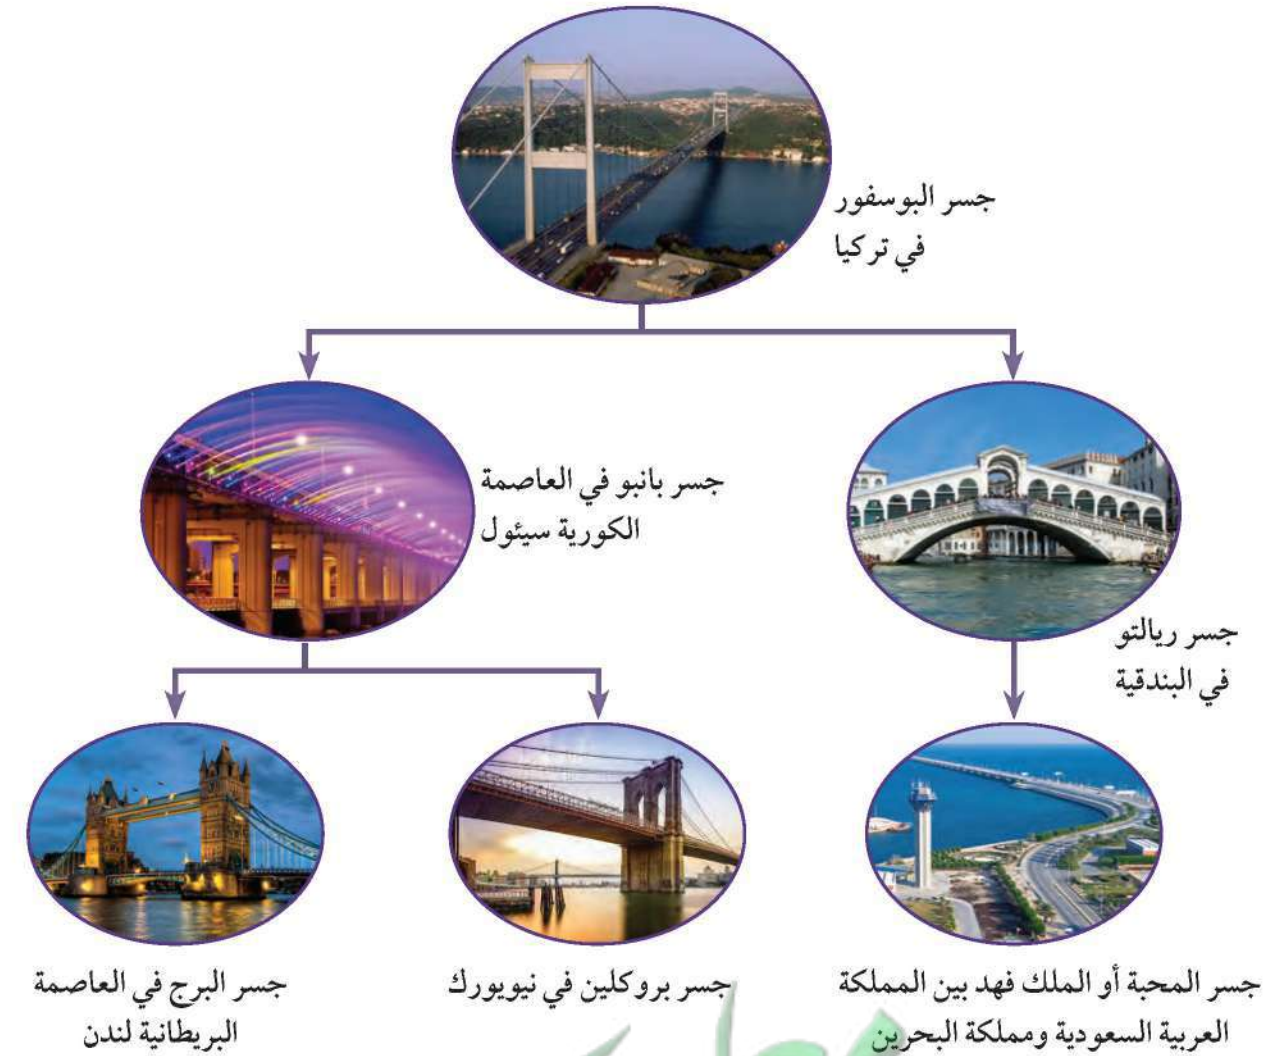 جسر البوسفور
في تركيا
جسر ريالتو
في البندقية
جسر بانبو في العاصمة
الكورية سيئول
جسر المحبة أو الملك فهد بين المملكة
العربية السعودية ومملكة البحرين
جسر بروكلين في نيويورك
جسر البرج في العاصمة
البريطانية لندن